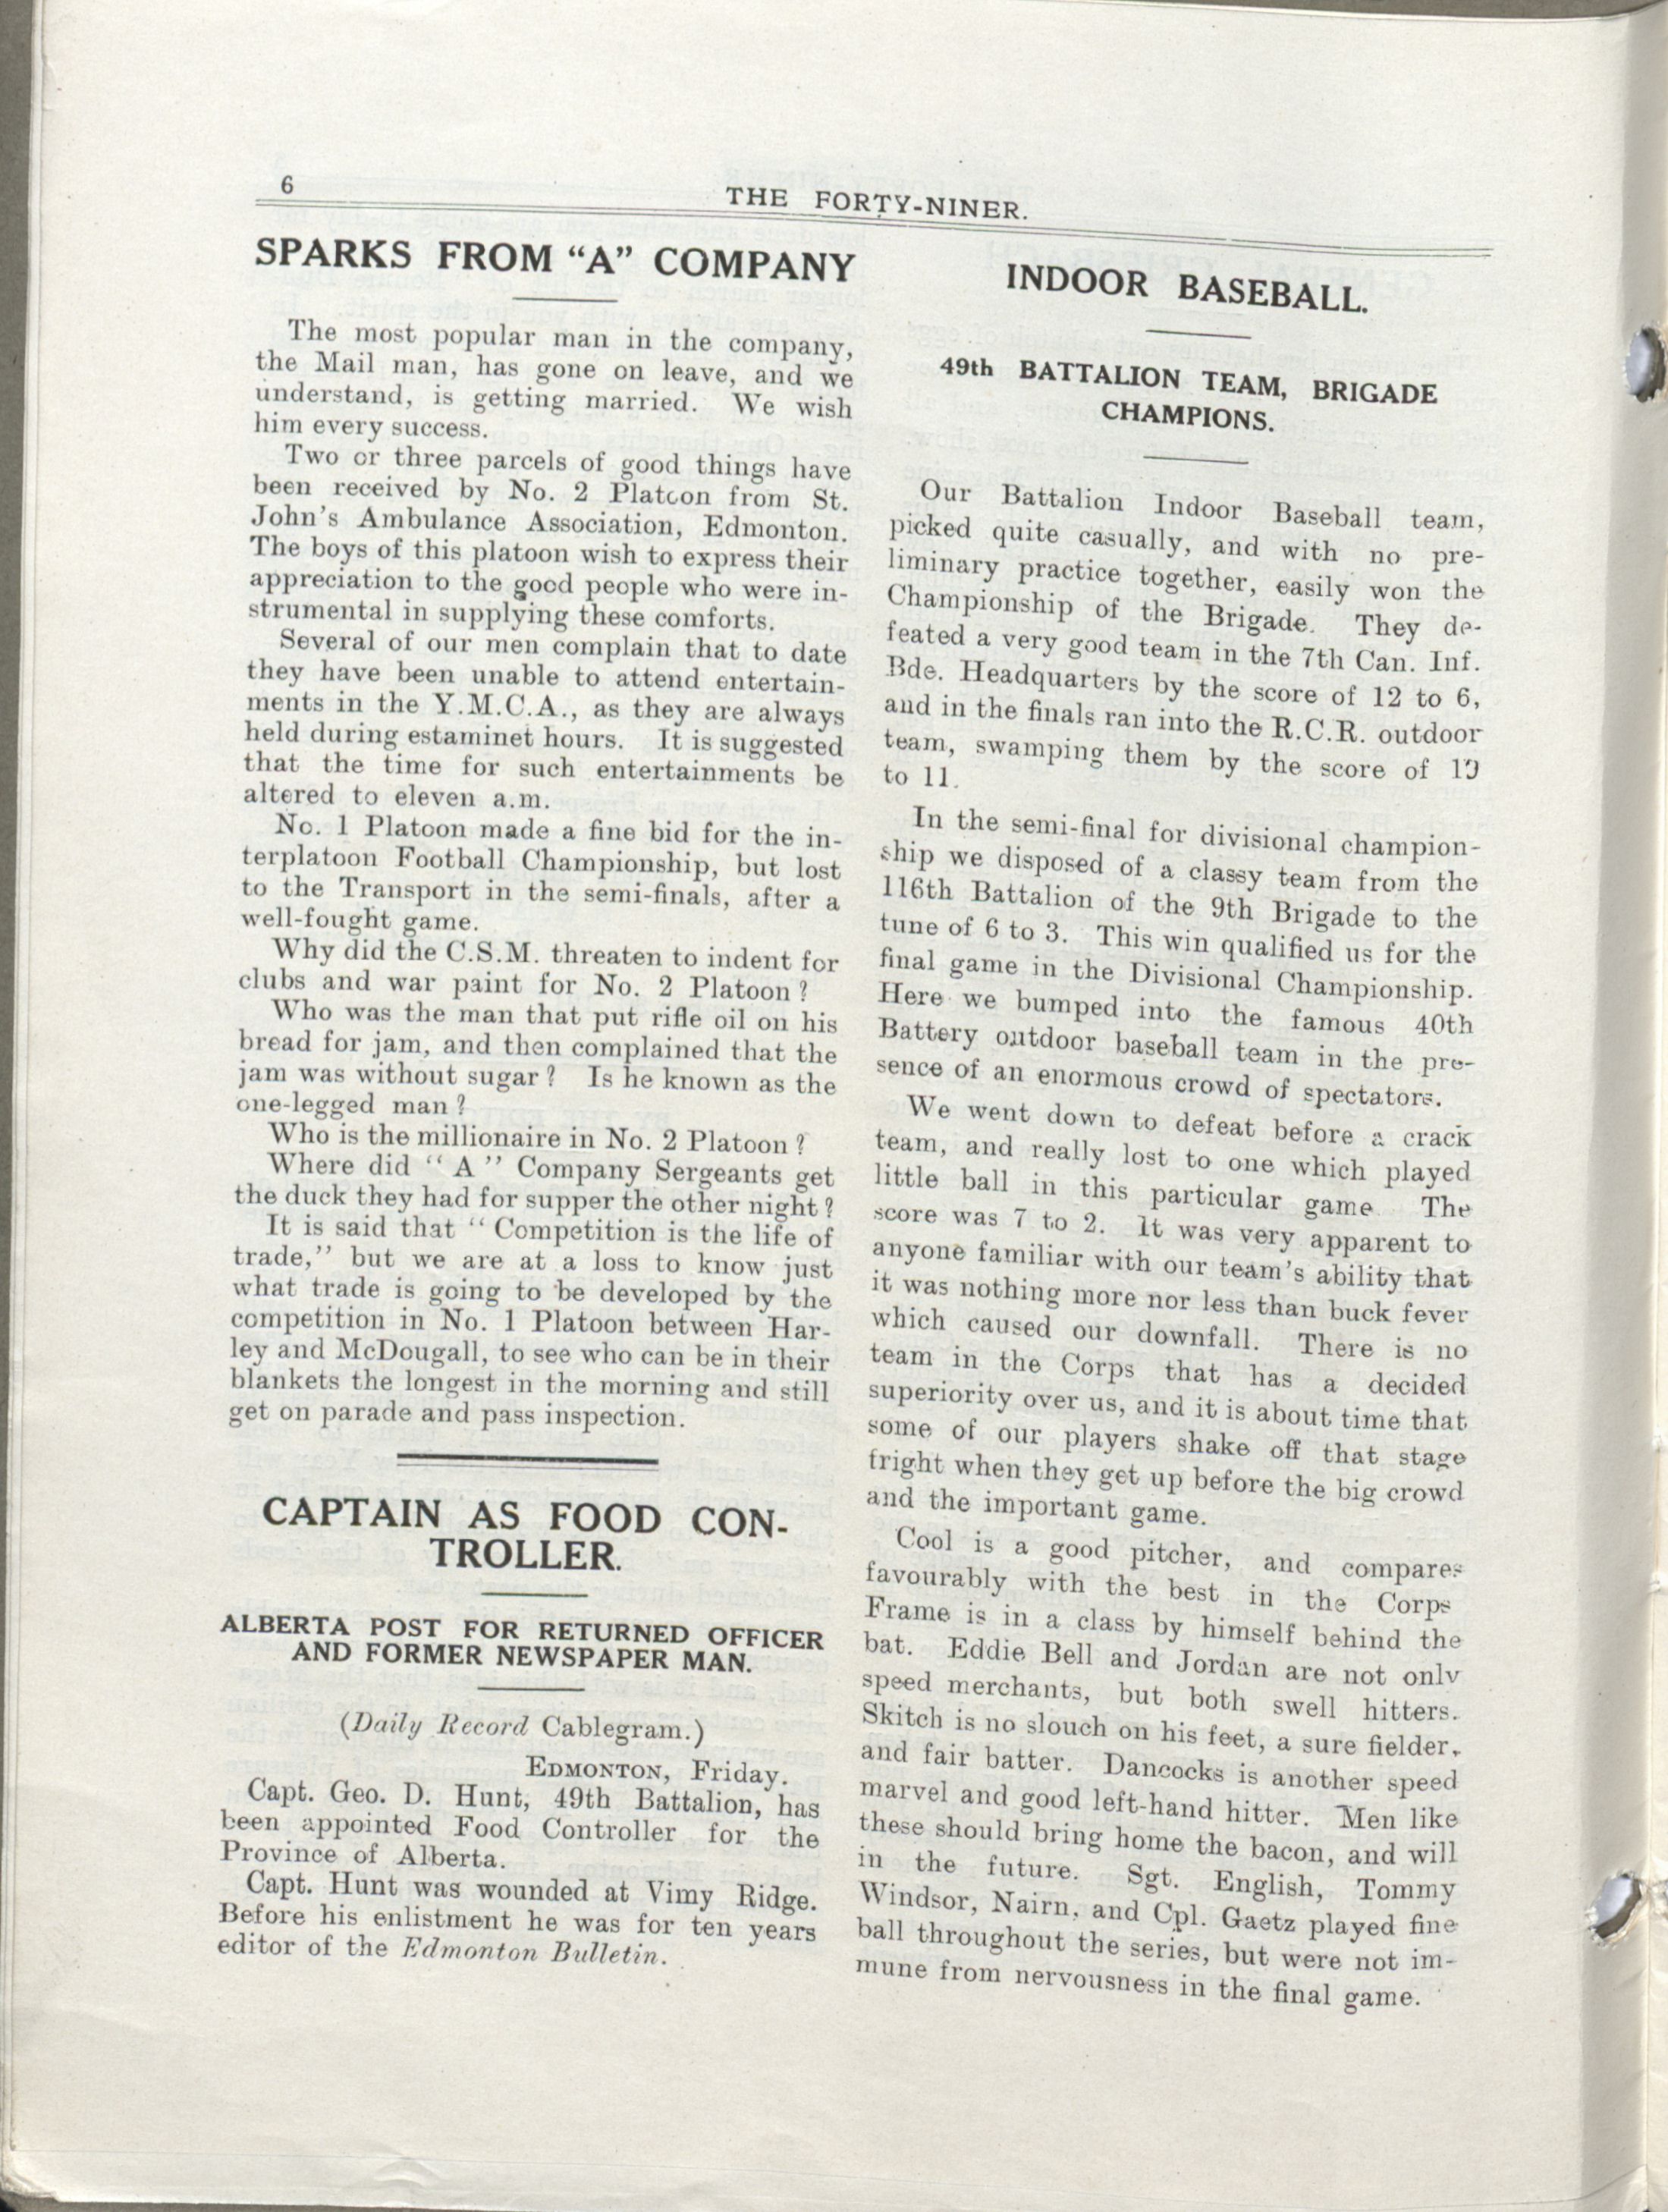 6
THE FORTY-NINER.
SPARKS FROM "A" COMPANY
The most popular man in the company,
the Mail man, has gone on leave, and we
understand, is getting married. We wish
him every success.
Two or three parcels of good things have
been received by No. 2 Platoon from St.
John's Ambulance Association, Edmonton.
The boys of this platoon wish to express their
appreciation to the good people who were in-
strumental in supplying these comforts.
Several of our men complain that to date
they have been unable to attend entertain-
ments in the Y.M.C.A., as they are always
held during estaminet hours. It is suggested
that the time for such entertainments be
altered to eleven a.m.
No. 1 Platoon made a fine bid for the in-
terplatoon Football Championship, but lost
to the Transport in the semi-finals, after a
well-fought game.
Why did the C.S.M. threaten to indent for
clubs and war paint for No. 2 Platoon?
Who was the man that put rifle oil on his
bread for jam, and then complained that the
jam was without sugar? Is he known as the
one-legged man?
Who is the millionaire in No. 2 Platoon?
Where did "A" Company Sergeants get
the duck they had for supper the other night?
It is said that "Competition is the life of
trade," but we are at a loss to know just
what trade is going to be developed by the
competition in No. 1 Platoon between Har-
ley and McDougall, to see who can be in their
blankets the longest in the morning and still
get on parade and pass inspection.
CAPTAIN AS FOOD CON-
TROLLER.
ALBERTA POST FOR RETURNED OFFICER
AND FORMER NEWSPAPER MAN.
(Daily Record Cablegram.)
EDMONTON, Friday.
Capt. Geo. D. Hunt, 49th Battalion, has
been appointed Food Controller for the
Province of Alberta.
Capt. Hunt was wounded at Vimy Ridge.
Before his enlistment he was for ten years
editor of the Edmonton Bulletin.
INDOOR BASEBALL.
49th BATTALION TEAM, BRIGADE
CHAMPIONS.
Our Battalion Indoor Baseball team,
picked quite casually, and with no pre-
liminary practice together, easily won the
Championship of the Brigade. They de-
feated a very good team in the 7th Can. Inf.
Bde. Headquarters by the score of 12 to 6,
and in the finals ran into the R.C.R. outdoor
team, swamping them by the score of
to 11.
In the semi-final for divisional champion-
ship we disposed of a classy team from the
116th Battalion of the 9th Brigade to the
tune of 6 to 3. This win qualified us for the
final game in the Divisional Championship.
Here we bumped into the famous 40th
Battery outdoor baseball team in the pre-
sence of an enormous crowd of spectators.
We went down to defeat before a crack
team, and really lost to one which played
little ball in this particular game. The
score was 7 to 2. It was very apparent to
anyone familiar with our team's ability that
it was nothing more nor less than buck fever
which caused our downfall. There is no
team in the Corps that has a decided
superiority over us, and it is about time that
some of our players shake off that stage
fright when they get up before the big crowd
and the important game.
Cool is a good pitcher, and compares
favourably with the best in the Corps
Frame is in a class by himself behind the
bat. Eddie Bell and Jordan are not only
speed merchants, but both swell hitters.
Skitch is no slouch on his feet, a sure fielder,
and fair batter. Dancocks is another speed
marvel and good left-hand hitter. Men like
these should bring home the bacon, and will
in the future. Sgt. English, Tommy
Windsor, Nairn, and Cpl. Gaetz played fine
ball throughout the series, but were not im-
mune from nervousness in the final game.